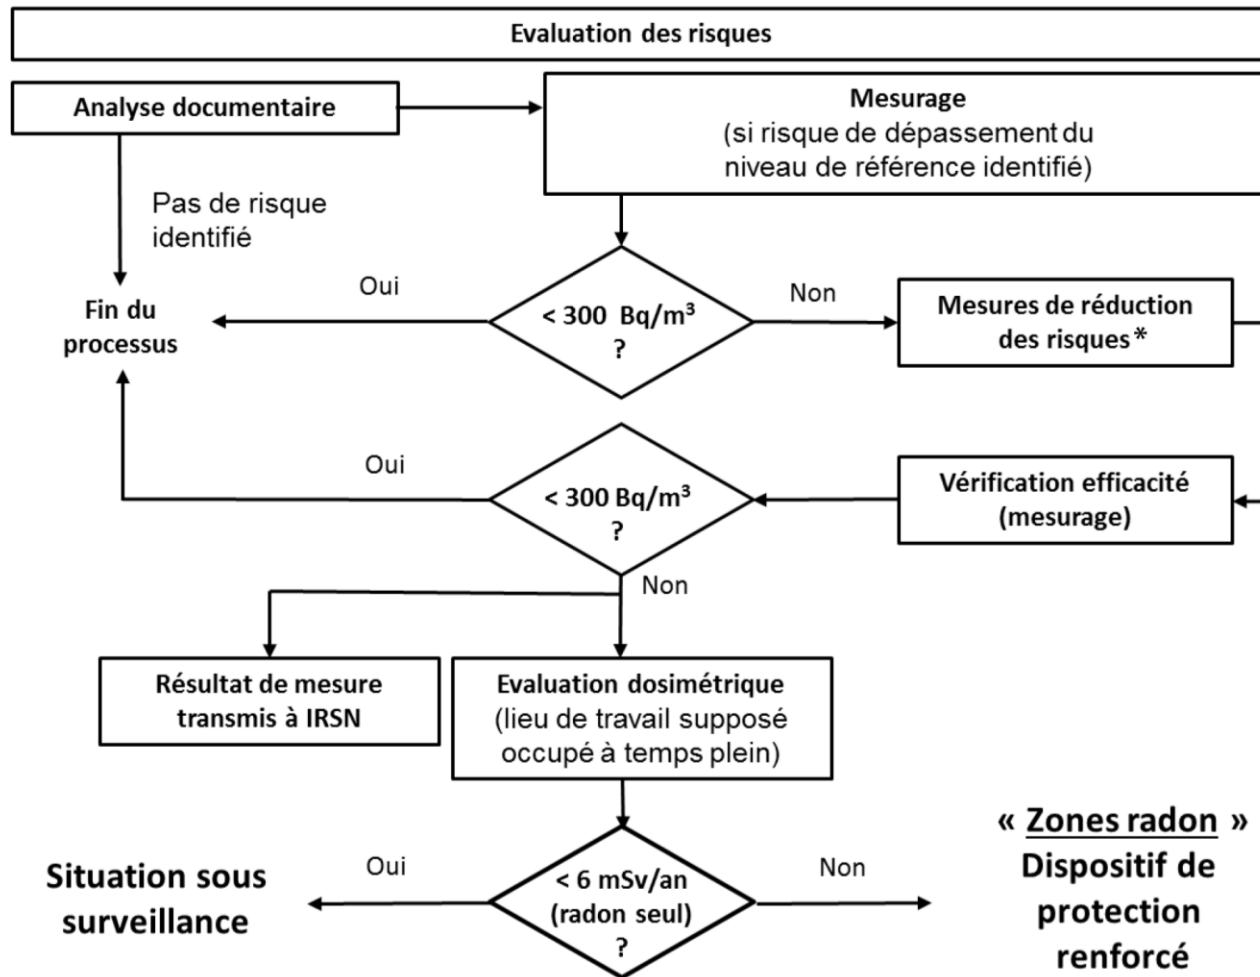 Evaluation des risques
Analyse documentaire
Mesurage
(si risque de dépassement du
niveau de référence identifié)
Pas de risque
identifié
Oui
< 300 Bq/m³
?
Non
Mesures de réduction
des risques*
Fin du
processus
Oui
< 300 Bq/m³
?
Vérification efficacité
(mesurage)
Non
Résultat de mesure
transmis à IRSN
Evaluation dosimétrique
(lieu de travail supposé
occupé à temps plein)
Situation sous
surveillance
Oui
< 6 mSv/an
(radon seul)
?
Non
« Zones radon »
Dispositif de
protection
renforcé